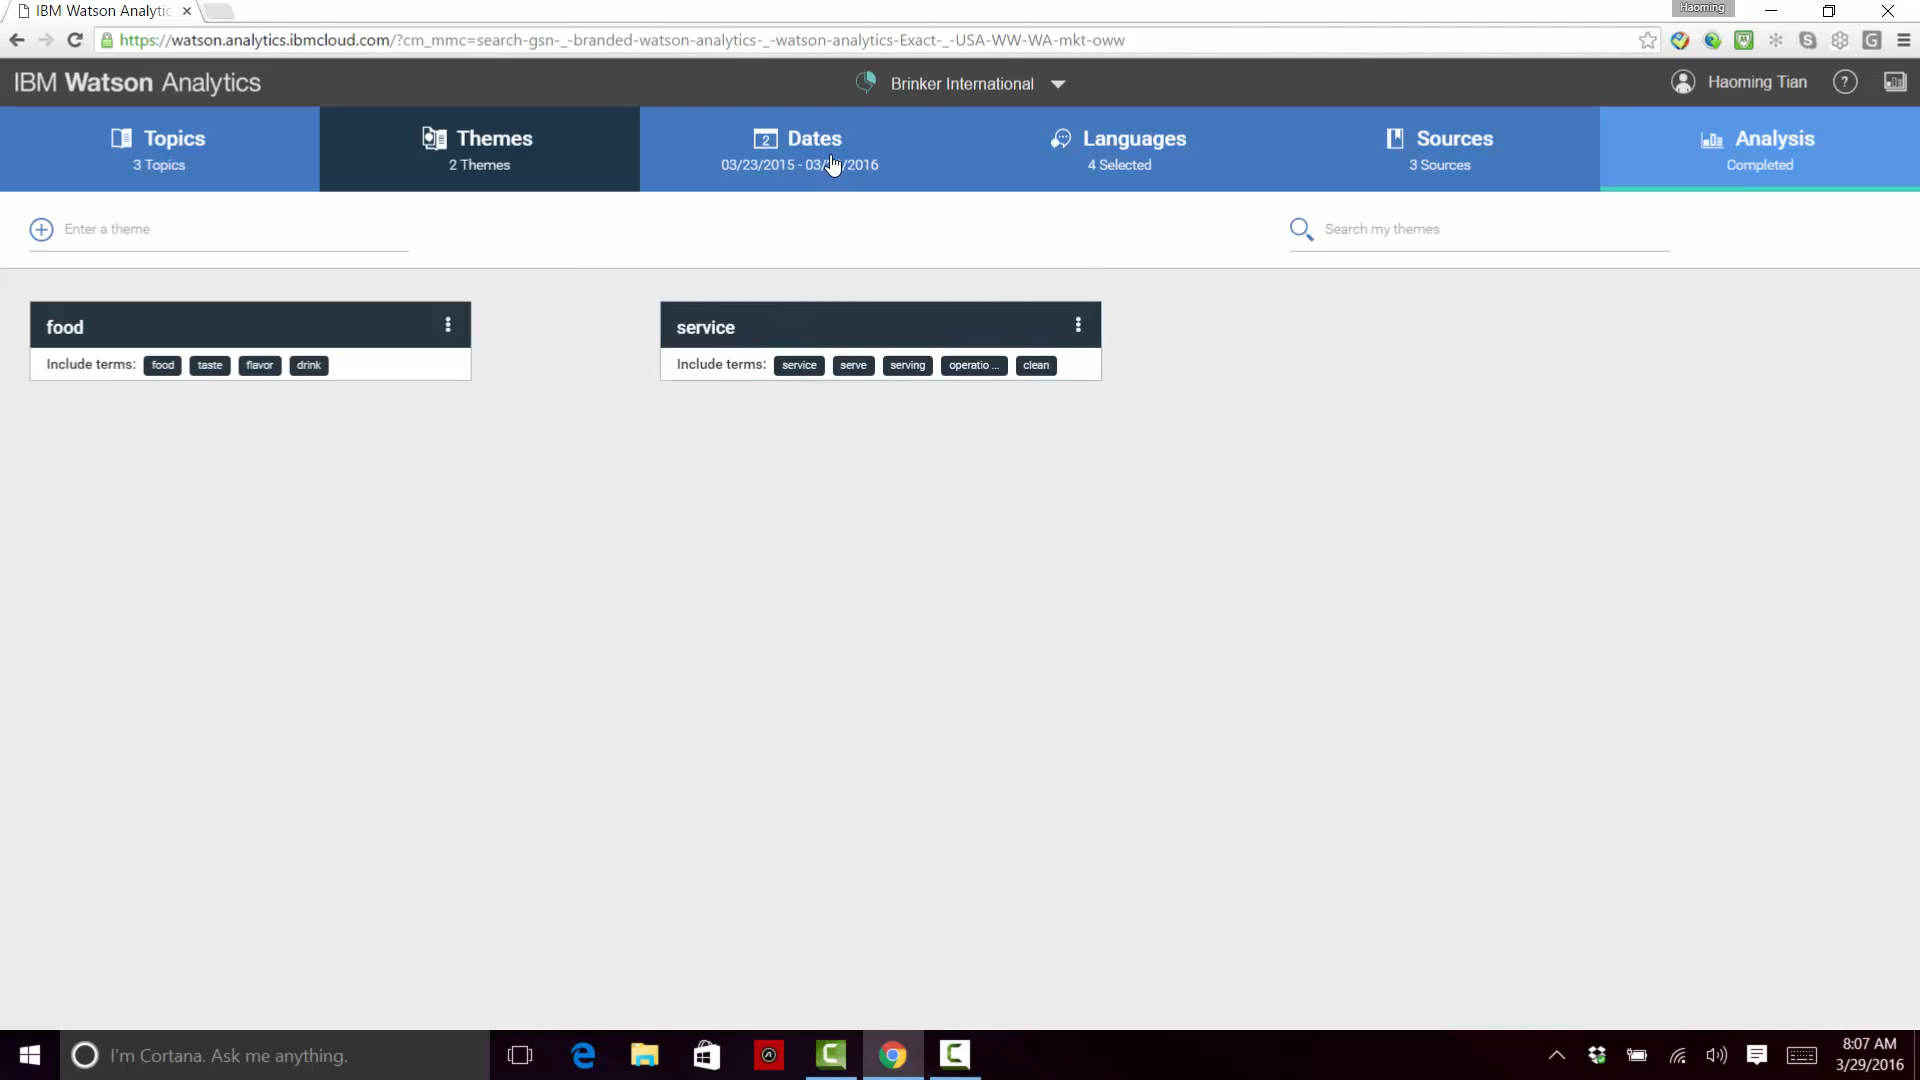 IBM Watson Analytic
Haoming
https://watson.analytics.ibmcloud.com/?cm_mmc=search-gsn-_-branded-watson-analytics-_-watson-analytics-Exact-_-USA-WW-WA-mkt-oww
IBM Watson Analytics
Brinker International
Haoming Tian
?
Topics
3 Topics
Themes
2 Themes
2
Dates
03/23/2015 - 03/ /2016
Languages
4 Selected
Sources
3 Sources
Analysis
Completed
Enter a theme
Search my themes
food
Include terms: food taste flavor drink
service
Include terms: service serve serving operatio ... clean
I'm Cortana. Ask me anything.
8:07 AM
3/29/2016